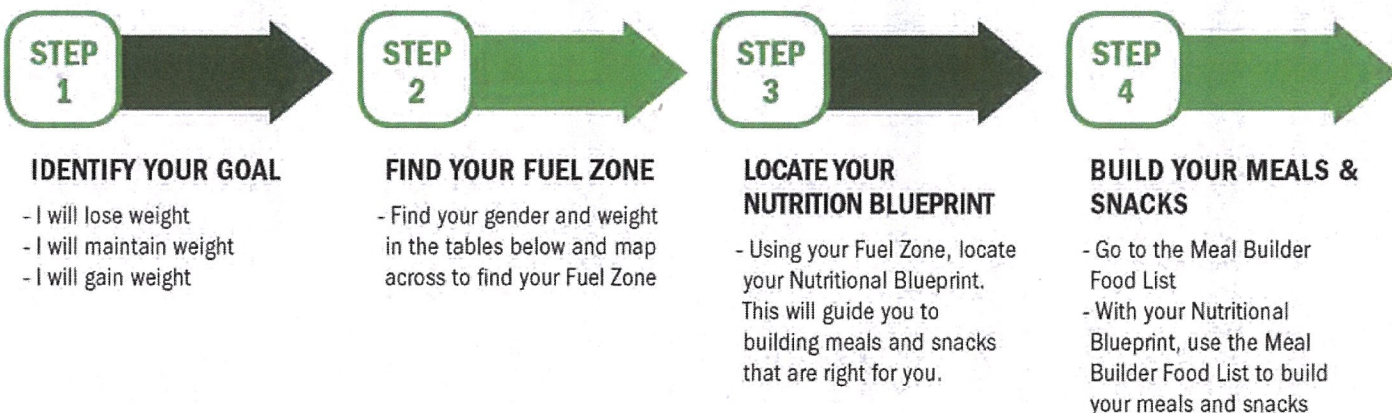 STEP
1
IDENTIFY YOUR GOAL
- I will lose weight
- I will maintain weight
- I will gain weight
STEP
2
FIND YOUR FUEL ZONE
- Find your gender and weight
in the tables below and map
across to find your Fuel Zone
STEP
3
LOCATE YOUR
NUTRITION BLUEPRINT
- Using your Fuel Zone, locate
your Nutritional Blueprint.
This will guide you to
building meals and snacks
that are right for you.
STEP
4
BUILD YOUR MEALS &
SNACKS
- Go to the Meal Builder
Food List
- With your Nutritional
Blueprint, use the Meal
Builder Food List to build
your meals and snacks